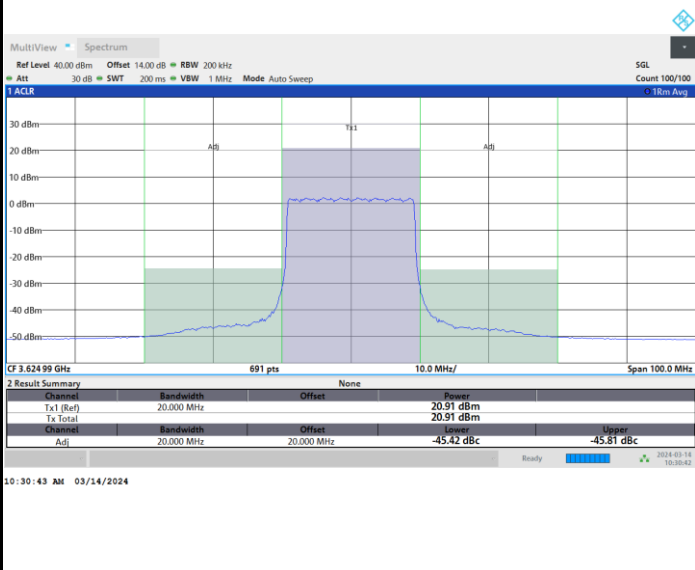 MultiView Spectrum
Ref Level 40.00 dBm Offset 14.00 dB RBW 200 kHz SGL
Att 30 dB SWT 200 ms VBW 1 MHz Mode Auto Sweep Count 100/100
1 ACLR 1Rm Avg
30 dBm
Tx1
Adj Adj
20 dBm
10 dBm
0 dBm
-10 dBm
-20 dBm
-30 dBm
-40 dBm
-50 dBm
CF 3.624 99 GHz 691 pts 10.0 MHz/ Span 100.0 MHz
2 Result Summary None
Channel Bandwidth Offset Power
Tx1 (Ref) 20.000 MHz 20.91 dBm
Tx Total 20.91 dBm
Channel Bandwidth Offset Lower Upper
Adj 20.000 MHz 20.000 MHz -45.42 dBc -45.81 dBc
Ready 2024-03-14
10:30:42
10:30:43 AM 03/14/2024